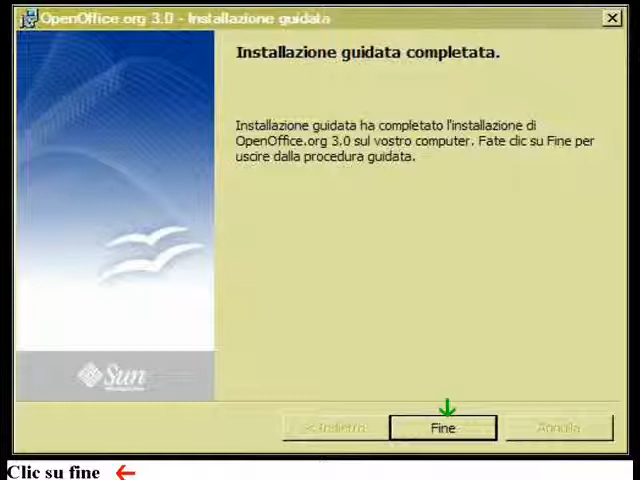 OpenOffice.org 3.0 - Installazione guidata
Installazione guidata completata.
Installazione guidata ha completato l'installazione di
OpenOffice.org 3.0 sul vostro computer. Fate clic su Fine per
uscire dalla procedura guidata.
Sun
< Indietro
Fine
Annulla
Clic su fine